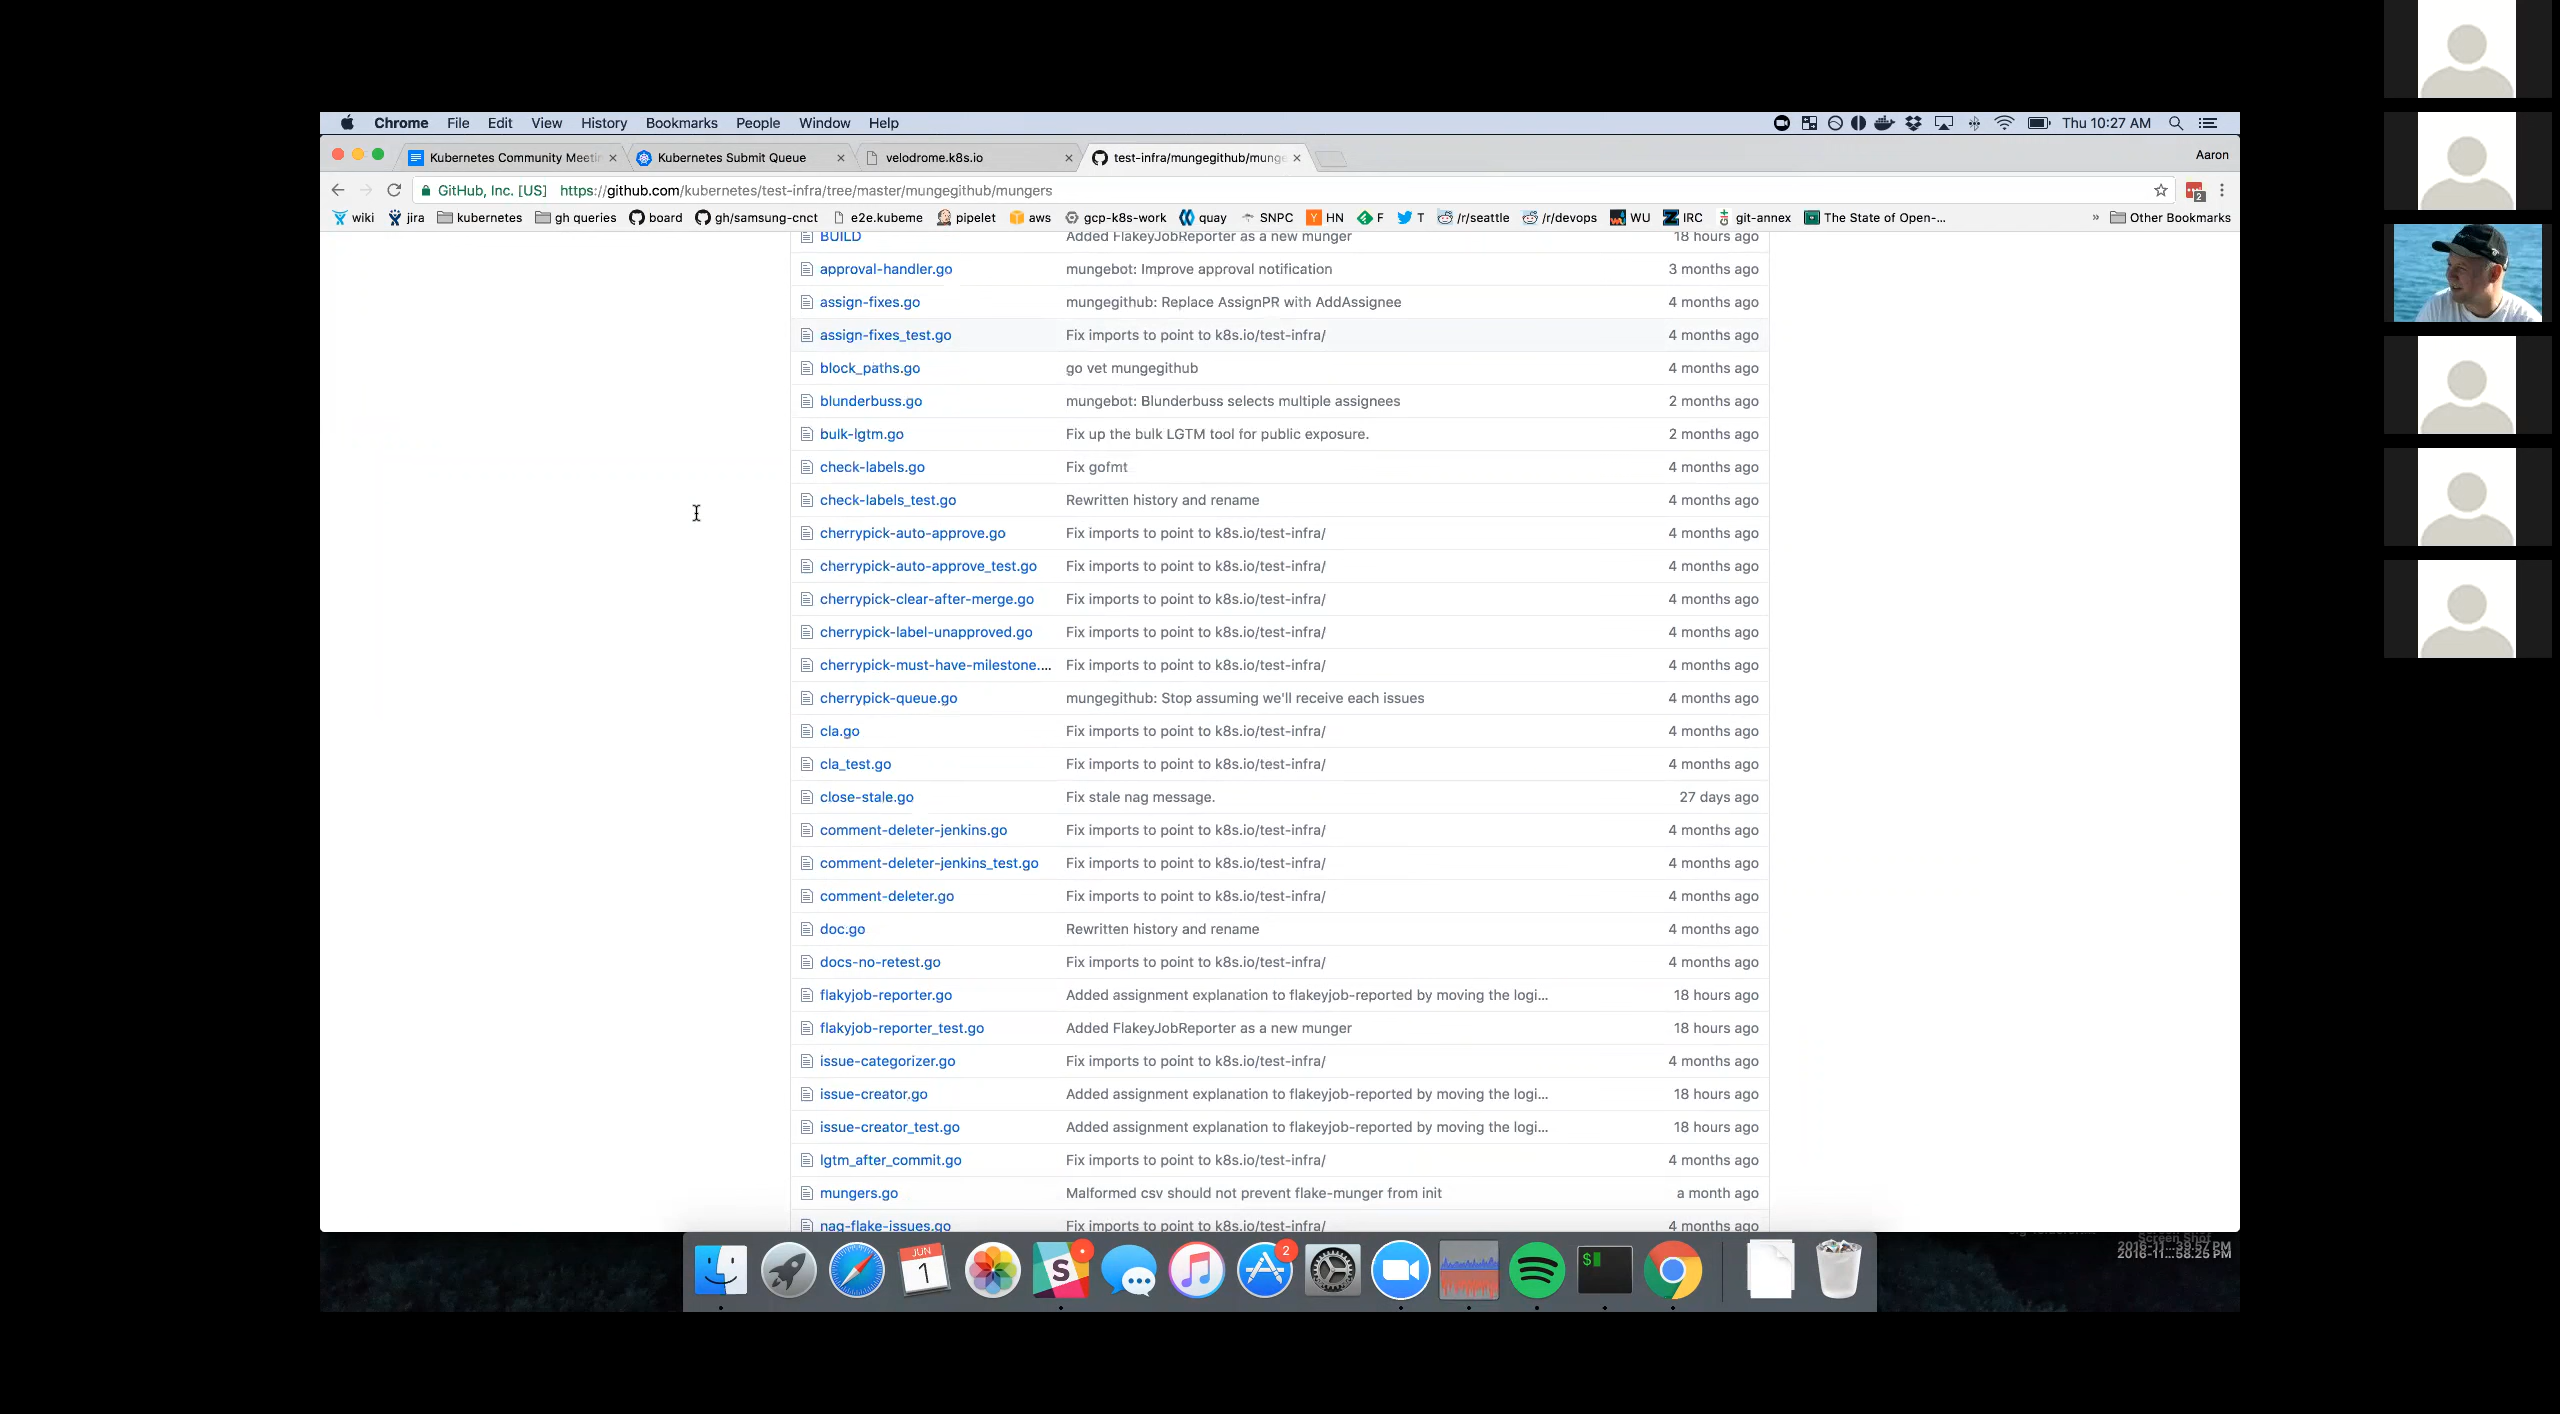 Chrome File Edit View History Bookmarks People Window Help Thu 10:27 AM
Kubernetes Community Meetin Kubernetes Submit Queue velodrome.k8s.io test-infra/mungegithub/munge Aaron
GitHub, Inc. [US] https://github.com/kubernetes/test-infra/tree/master/mungegithub/mungers
wiki jira kubernetes gh queries board gh/samsung-cnct e2e.kubeme pipelet aws gcp-k8s-work quay SNPC HN F T /r/seattle /r/devops WU IRC git-annex The State of Open-... » Other Bookmarks
BUILD Added FlakeyJobReporter as a new munger 18 hours ago
approval-handler.go mungebot: Improve approval notification 3 months ago
assign-fixes.go mungegithub: Replace AssignPR with AddAssignee 4 months ago
assign-fixes_test.go Fix imports to point to k8s.io/test-infra/ 4 months ago
block_paths.go go vet mungegithub 4 months ago
blunderbuss.go mungebot: Blunderbuss selects multiple assignees 2 months ago
bulk-lgtm.go Fix up the bulk LGTM tool for public exposure. 2 months ago
check-labels.go Fix gofmt 4 months ago
check-labels_test.go Rewritten history and rename 4 months ago
cherrypick-auto-approve.go Fix imports to point to k8s.io/test-infra/ 4 months ago
cherrypick-auto-approve_test.go Fix imports to point to k8s.io/test-infra/ 4 months ago
cherrypick-clear-after-merge.go Fix imports to point to k8s.io/test-infra/ 4 months ago
cherrypick-label-unapproved.go Fix imports to point to k8s.io/test-infra/ 4 months ago
cherrypick-must-have-milestone.... Fix imports to point to k8s.io/test-infra/ 4 months ago
cherrypick-queue.go mungegithub: Stop assuming we'll receive each issues 4 months ago
cla.go Fix imports to point to k8s.io/test-infra/ 4 months ago
cla_test.go Fix imports to point to k8s.io/test-infra/ 4 months ago
close-stale.go Fix stale nag message. 27 days ago
comment-deleter-jenkins.go Fix imports to point to k8s.io/test-infra/ 4 months ago
comment-deleter-jenkins_test.go Fix imports to point to k8s.io/test-infra/ 4 months ago
comment-deleter.go Fix imports to point to k8s.io/test-infra/ 4 months ago
doc.go Rewritten history and rename 4 months ago
docs-no-retest.go Fix imports to point to k8s.io/test-infra/ 4 months ago
flakyjob-reporter.go Added assignment explanation to flakeyjob-reported by moving the logi... 18 hours ago
flakyjob-reporter_test.go Added FlakeyJobReporter as a new munger 18 hours ago
issue-categorizer.go Fix imports to point to k8s.io/test-infra/ 4 months ago
issue-creator.go Added assignment explanation to flakeyjob-reported by moving the logi... 18 hours ago
issue-creator_test.go Added assignment explanation to flakeyjob-reported by moving the logi... 18 hours ago
lgtm_after_commit.go Fix imports to point to k8s.io/test-infra/ 4 months ago
mungers.go Malformed csv should not prevent flake-munger from init a month ago
nag-flake-issues.go Fix imports to point to k8s.io/test-infra/ 4 months ago
Screen Shot
JUN
1
2